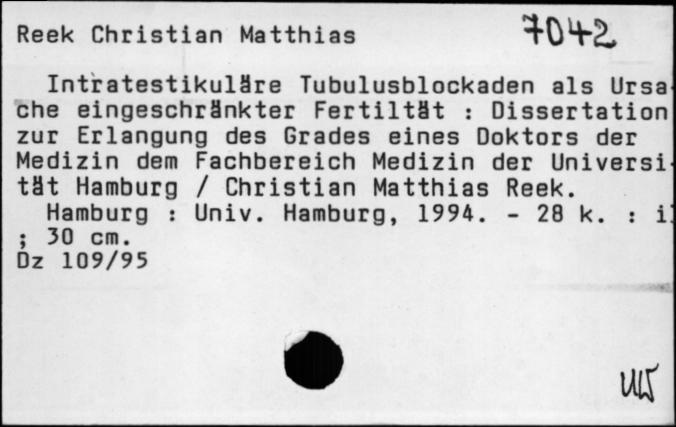 Reek Christian Matthias 7042
Intratestikuläre Tubulusblockaden als Ursa-
che eingeschränkter Fertiltät : Dissertation
zur Erlangung des Grades eines Doktors der
Medizin dem Fachbereich Medizin der Universi-
tät Hamburg / Christian Matthias Reek.
Hamburg : Univ. Hamburg, 1994. - 28 k. : il
; 30 cm.
Dz 109/95
UW